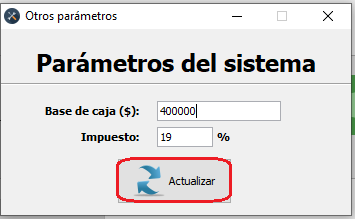 Otros parámetros
Parámetros del sistema
Base de caja ($): 400000
Impuesto: 19 %
Actualizar